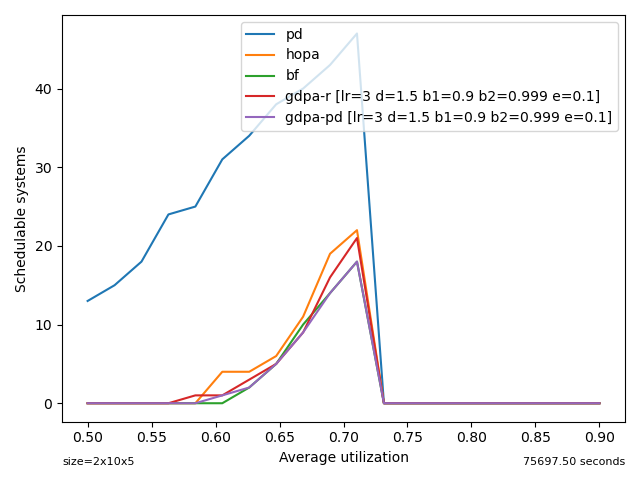 pd
hopa
bf
gdpa-r [lr=3 d=1.5 b1=0.9 b2=0.999 e=0.1]
gdpa-pd [lr=3 d=1.5 b1=0.9 b2=0.999 e=0.1]
Schedulable systems
40
30
20
10
0
0.50 0.55 0.60 0.65 0.70 0.75 0.80 0.85 0.90
Average utilization
size=2x10x5
75697.50 seconds